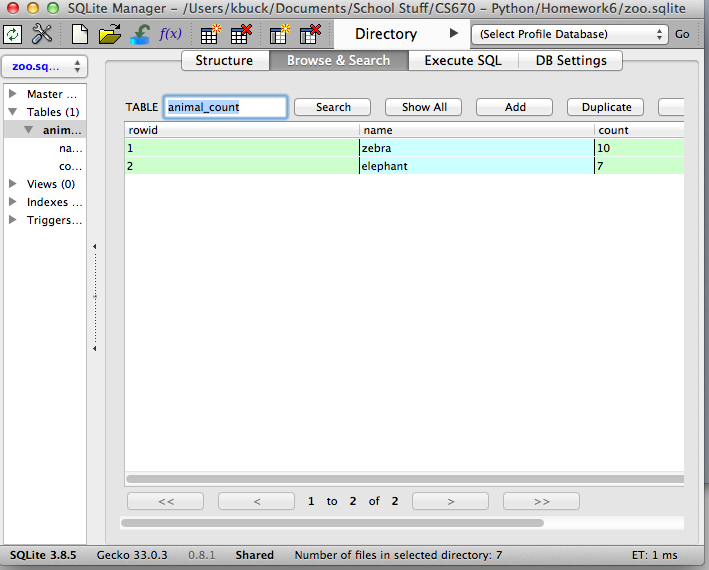 SQLite Manager – /Users/kbuck/Documents/School Stuff/CS670 – Python/Homework6/zoo.sqlite
f(x) Directory (Select Profile Database) Go
zoo.sq...
Structure Browse & Search Execute SQL DB Settings
Master ...
Tables (1)
anim...
na...
co...
Views (0)
Indexes ...
Triggers...
TABLE animal_count Search Show All Add Duplicate
rowid name count
1 zebra 10
2 elephant 7
<< < 1 to 2 of 2 > >>
SQLite 3.8.5 Gecko 33.0.3 0.8.1 Shared Number of files in selected directory: 7 ET: 1 ms